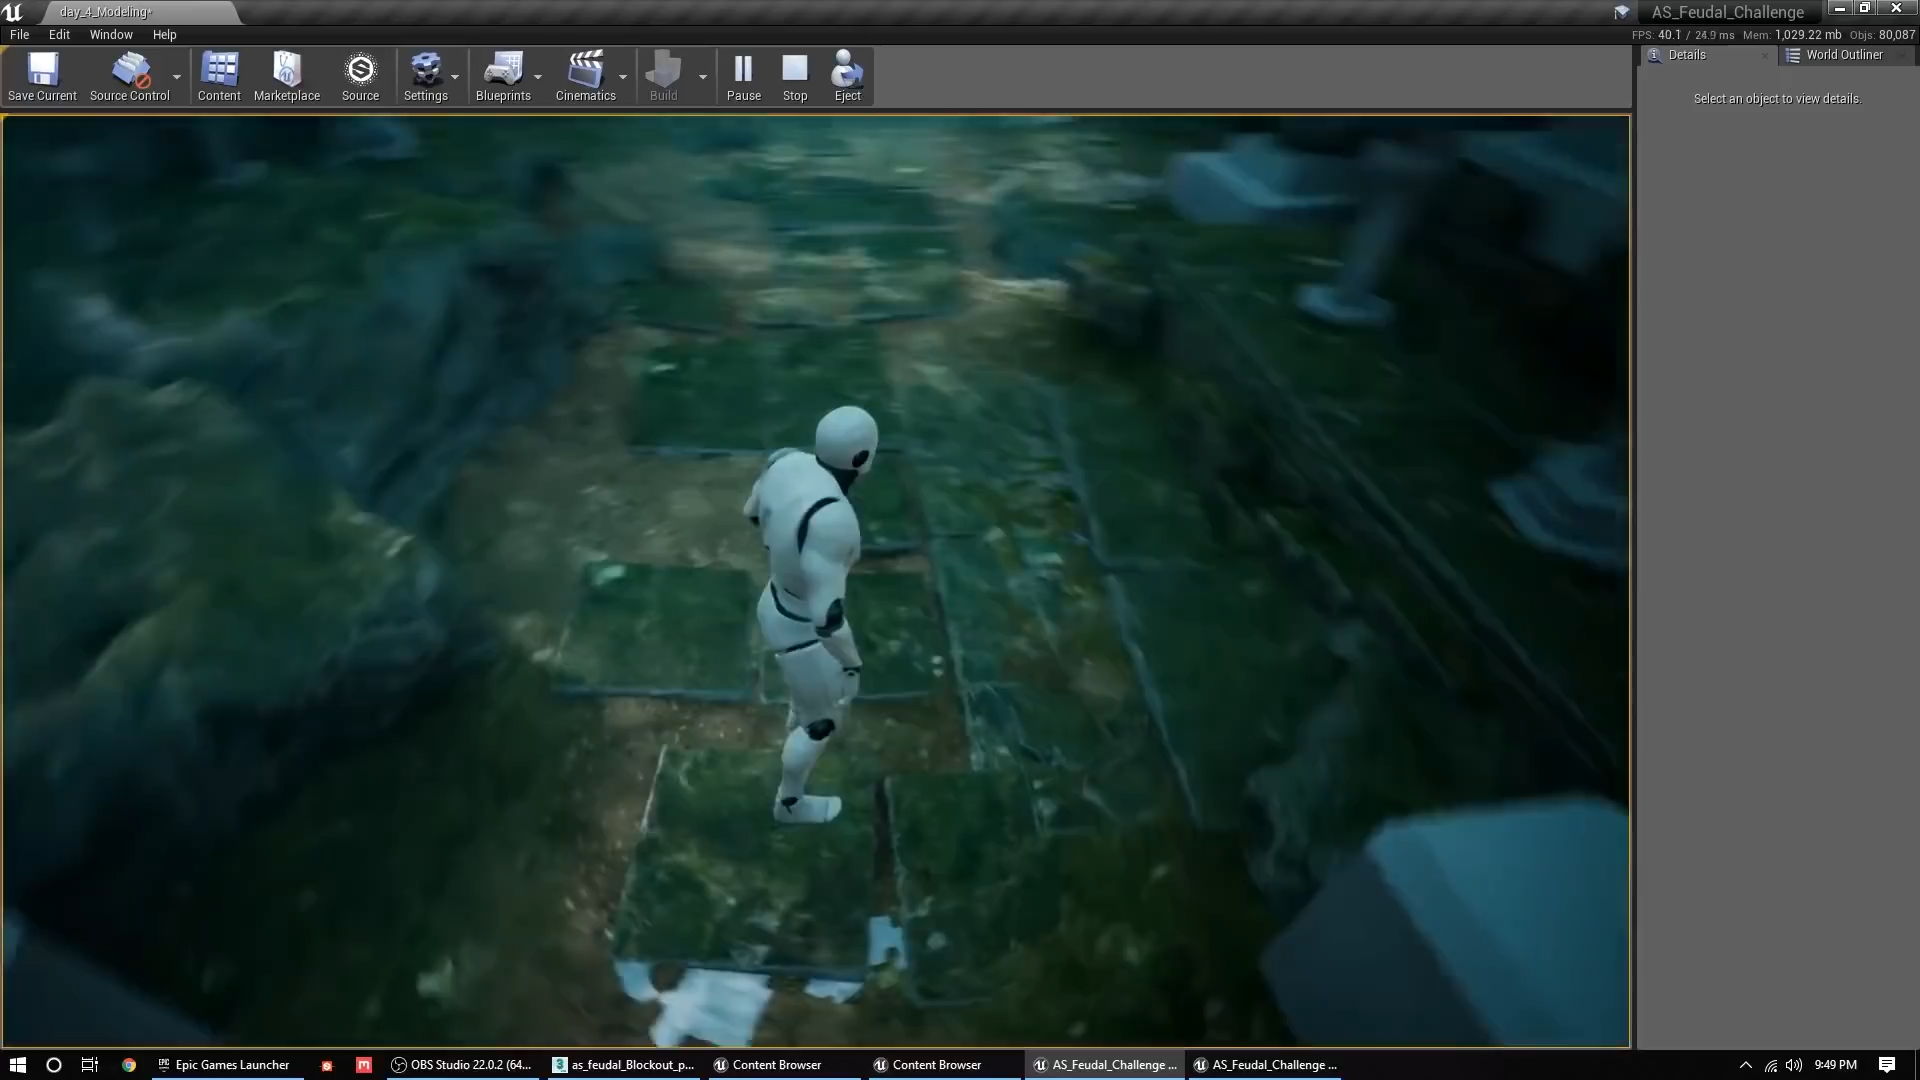 day_4_Modeling*
AS_Feudal_Challenge
File Edit Window Help
FPS: 40.1 / 24.9 ms Mem: 1,029.22 mb Objs: 80,087
Save Current Source Control Content Marketplace Source Settings Blueprints Cinematics Build Pause Stop Eject
Details World Outliner
Select an object to view details.
Epic Games Launcher OBS Studio 22.0.2 (64... as_feudal_Blockout_p... Content Browser Content Browser AS_Feudal_Challenge ... AS_Feudal_Challenge ... 9:49 PM